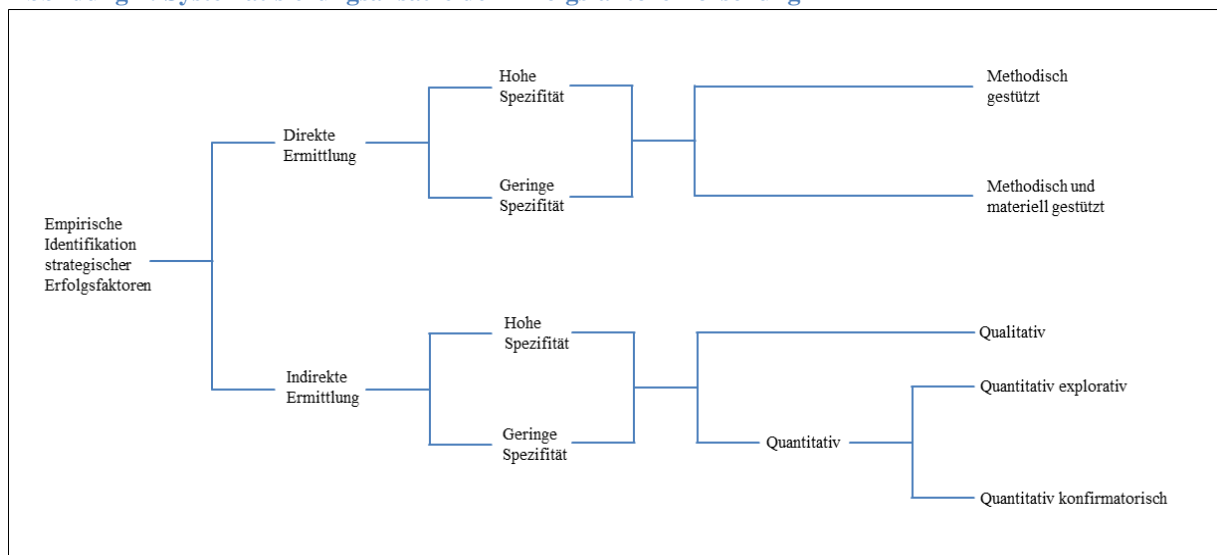 Hohe
Spezifität
Methodisch
gestützt
Direkte
Ermittlung
Geringe
Spezifität
Methodisch und
materiell gestützt
Empirische
Identifikation
strategischer
Erfolgsfaktoren
Hohe
Spezifität
Qualitativ
Indirekte
Ermittlung
Quantitativ explorativ
Geringe
Spezifität
Quantitativ
Quantitativ konfirmatorisch